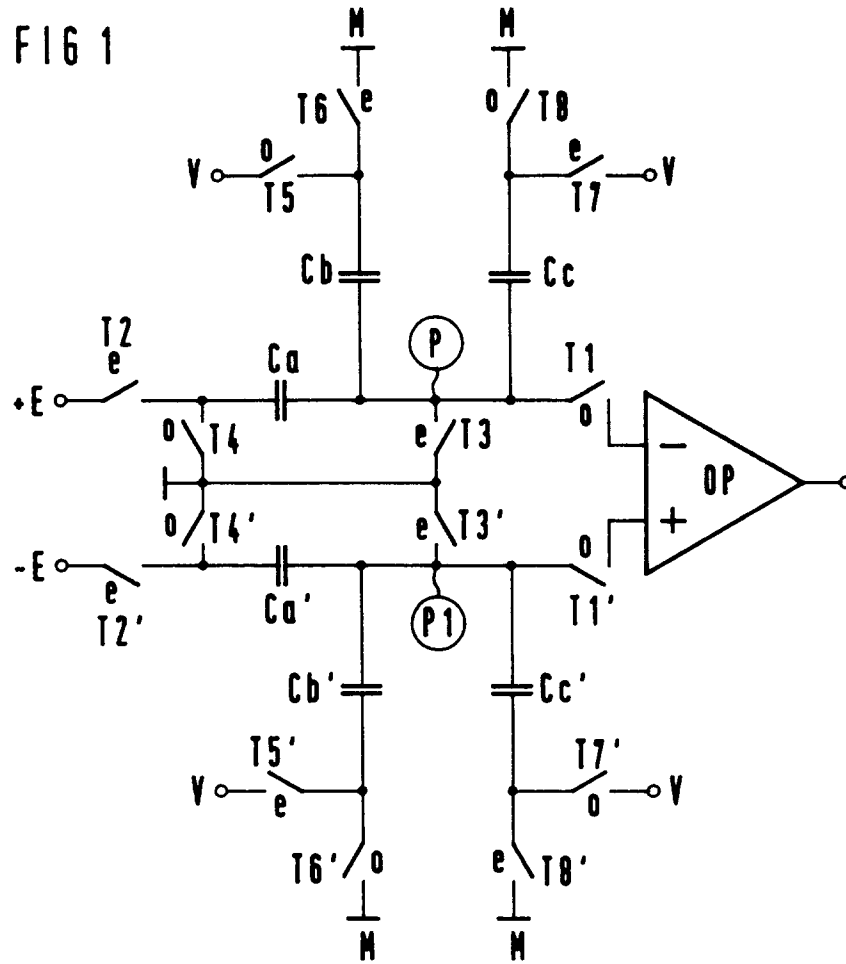 FIG 1
M M
T6 e o T8
V o e V
T5 T7
Cb Cc
T2 P
e Ca T1
+E
o T4 e T3 o
- OP
o T4' e T3' + o
-E
e Ca' P1 T1'
T2'
Cb' Cc'
T5' T7'
V e o V
T6' o e T8'
M M